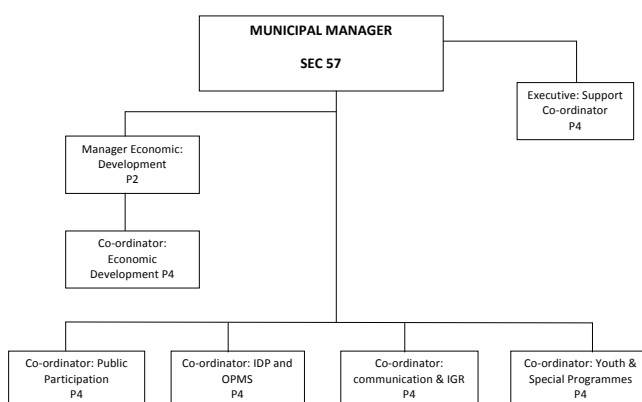 MUNICIPAL MANAGER
SEC 57
Executive: Support
Co-ordinator
P4
Manager Economic:
Development
P2
Co-ordinator:
Economic
Development P4
Co-ordinator: Public
Participation
P4
Co-ordinator: IDP and
OPMS
P4
Co-ordinator:
communication & IGR
P4
Co-ordinator: Youth &
Special Programmes
P4